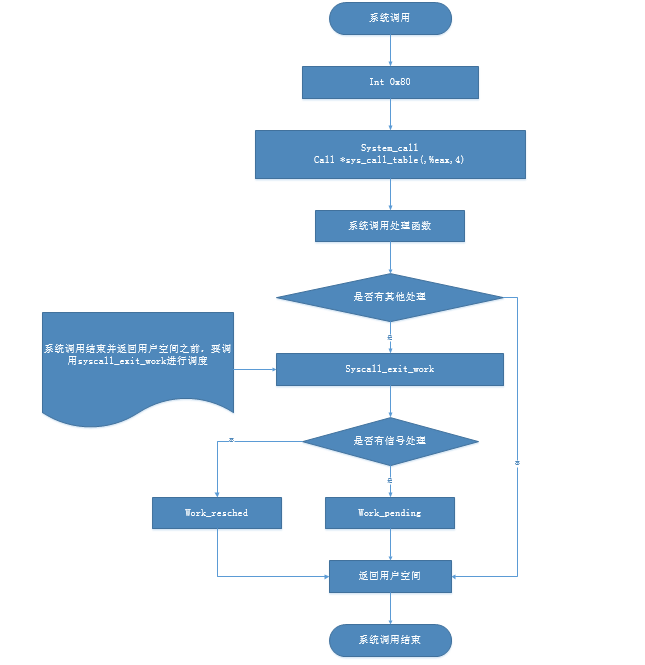 系统调用
Int 0x80
System_call
Call *sys_call_table(,%eax,4)
系统调用处理函数
是否有其他处理
系统调用结束并返回用户空间之前，要调
用syscall_exit_work进行调度
Syscall_exit_work
是否有信号处理
Work_resched
Work_pending
返回用户空间
系统调用结束